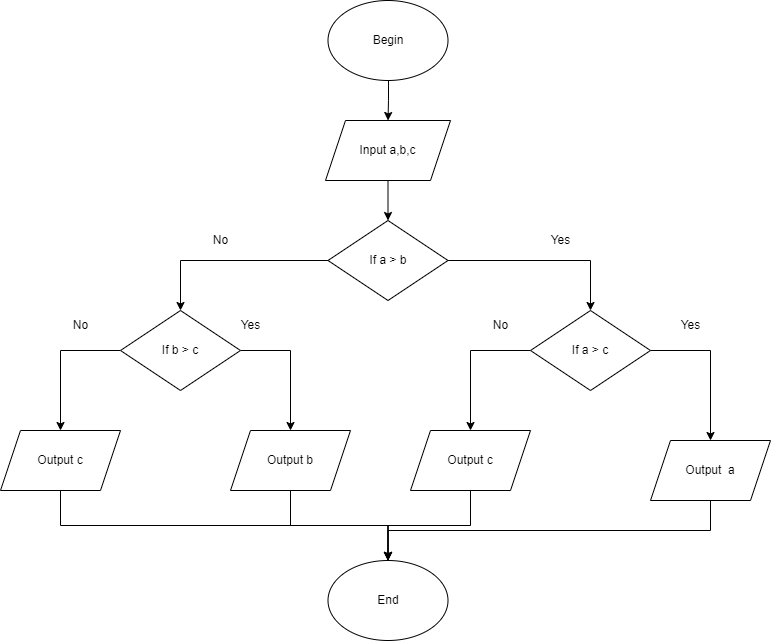 Begin
Input a,b,c
If a > b
No
Yes
If b > c
No
Yes
If a > c
No
Yes
Output c
Output b
Output c
Output  a
End